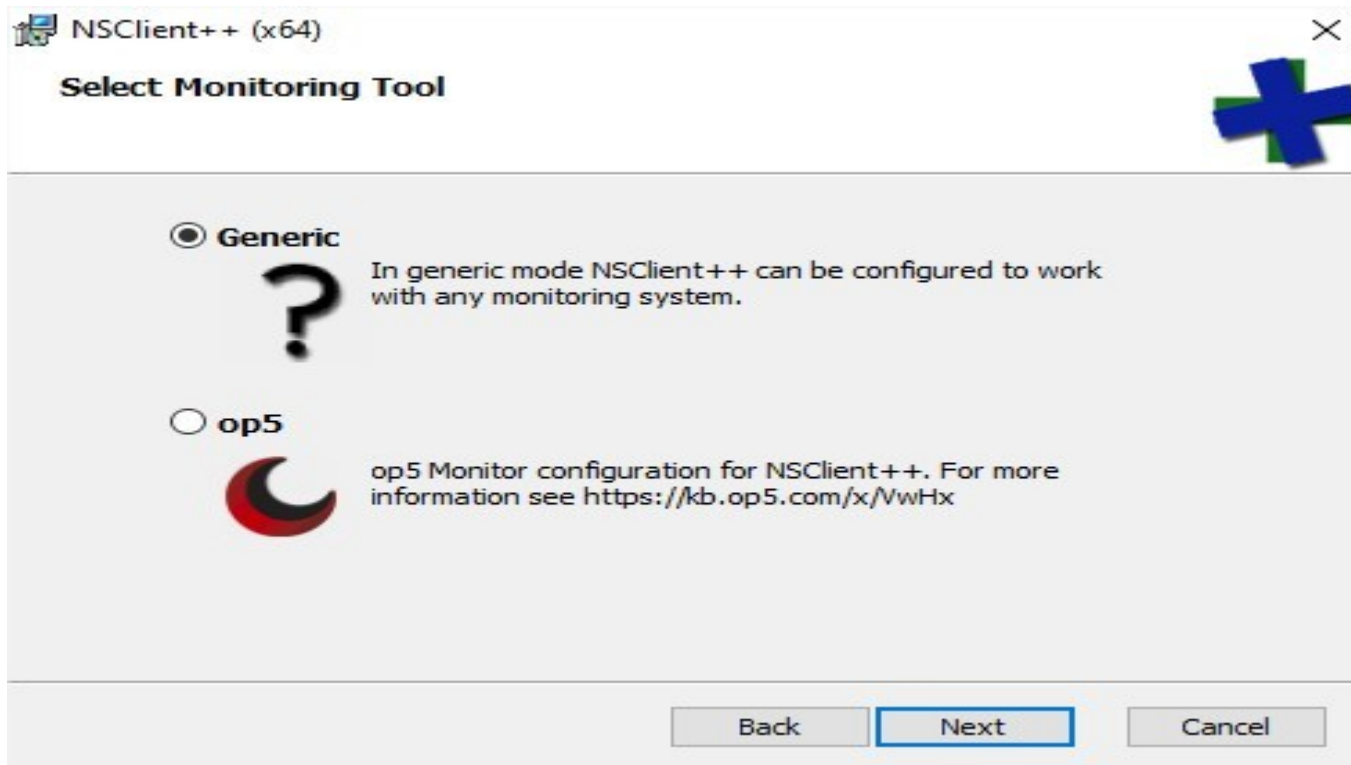 NSClient++ (x64)
Select Monitoring Tool
Generic
In generic mode NSClient++ can be configured to work
with any monitoring system.
op5
op5 Monitor configuration for NSClient++. For more
information see https://kb.op5.com/x/VwHx
Back Next Cancel